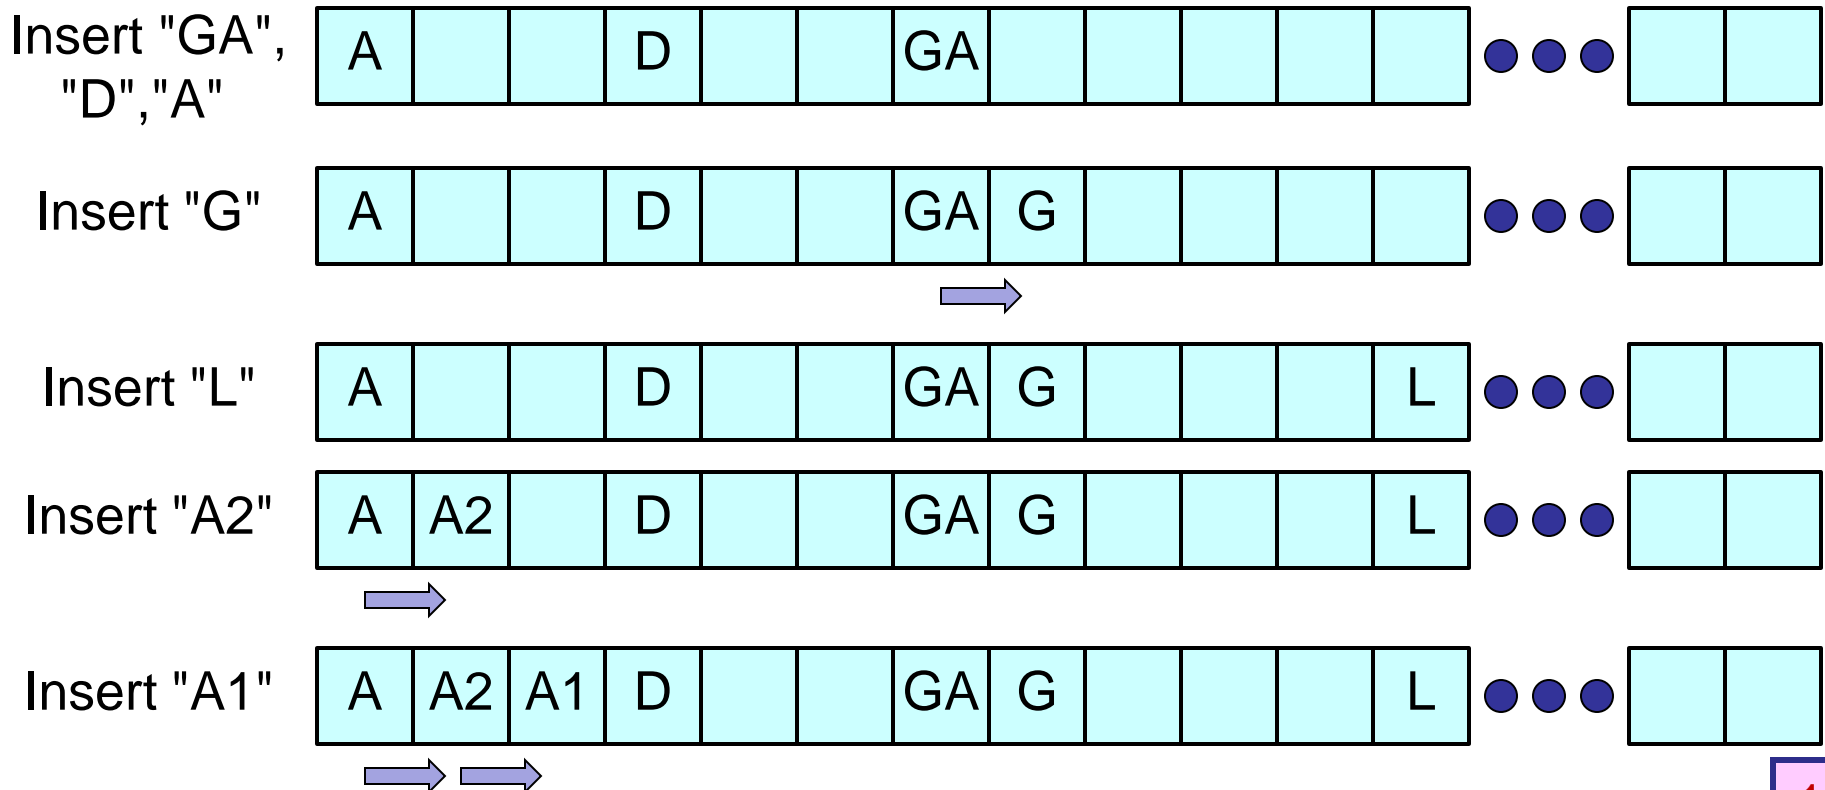 Insert "GA",
"D","A"
A D GA
Insert "G"
A D GA G
Insert "L"
A D GA G L
Insert "A2"
A A2 D GA G L
Insert "A1"
A A2 A1 D GA G L